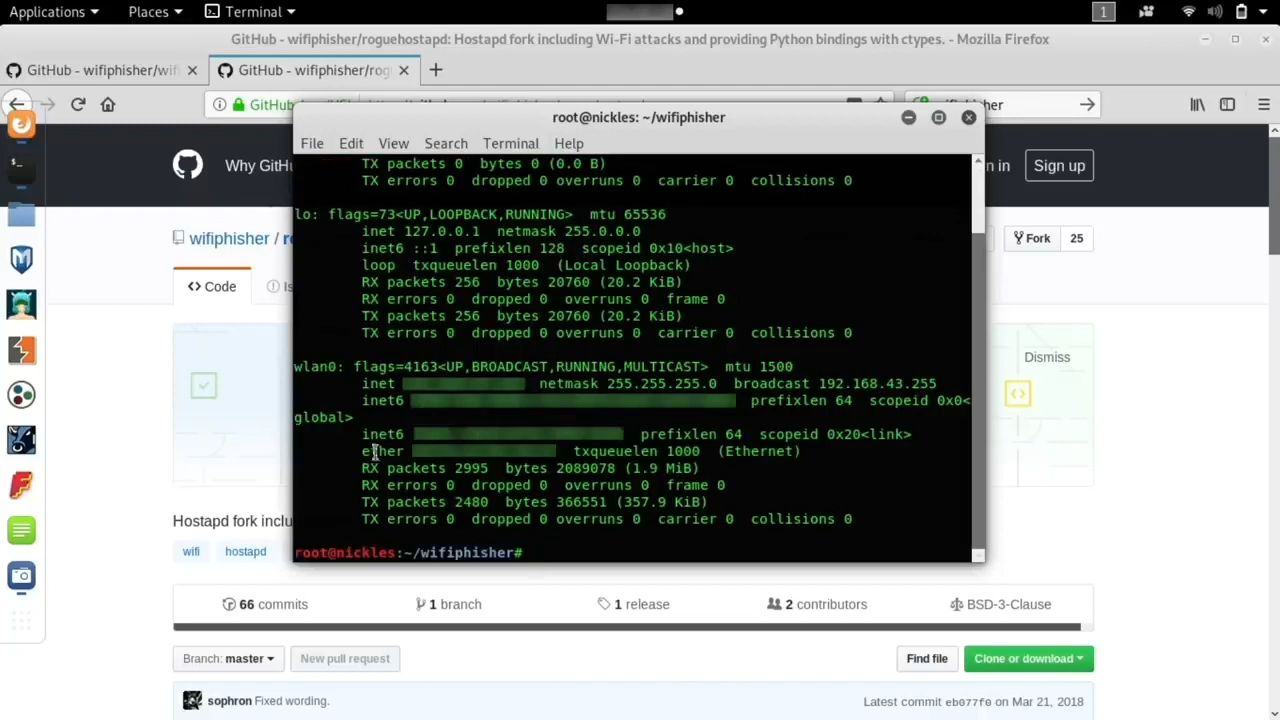 Applications Places Terminal 1
GitHub - wifiphisher/roguehostapd: Hostapd fork including Wi-Fi attacks and providing Python bindings with ctypes. - Mozilla Firefox
GitHub - wifiphisher/wifi GitHub - wifiphisher/rog
GitHub
root@nickles: ~/wifiphisher
File Edit View Search Terminal Help
Why GitHu
n in Sign up
TX packets 0 bytes 0 (0.0 B)
TX errors 0 dropped 0 overruns 0 carrier 0 collisions 0
lo: flags=73<UP,LOOPBACK,RUNNING> mtu 65536
inet 127.0.0.1 netmask 255.0.0.0
inet6 ::1 prefixlen 128 scopeid 0x10<host>
loop txqueuelen 1000 (Local Loopback)
RX packets 256 bytes 20760 (20.2 KiB)
RX errors 0 dropped 0 overruns 0 frame 0
TX packets 256 bytes 20760 (20.2 KiB)
TX errors 0 dropped 0 overruns 0 carrier 0 collisions 0
wlan0: flags=4163<UP,BROADCAST,RUNNING,MULTICAST> mtu 1500
inet netmask 255.255.255.0 broadcast 192.168.43.255
inet6 prefixlen 64 scopeid 0x0<
global>
inet6 prefixlen 64 scopeid 0x20<link>
ether txqueuelen 1000 (Ethernet)
RX packets 2995 bytes 2089078 (1.9 MiB)
RX errors 0 dropped 0 overruns 0 frame 0
TX packets 2480 bytes 366551 (357.9 KiB)
TX errors 0 dropped 0 overruns 0 carrier 0 collisions 0
root@nickles:~/wifiphisher#
wifiphisher / r
Fork 25
Code Is
Dismiss
Hostapd fork inclu
wifi hostapd
66 commits 1 branch 1 release 2 contributors BSD-3-Clause
Branch: master New pull request Find file Clone or download
sophron Fixed wording. Latest commit eb077f0 on Mar 21, 2018